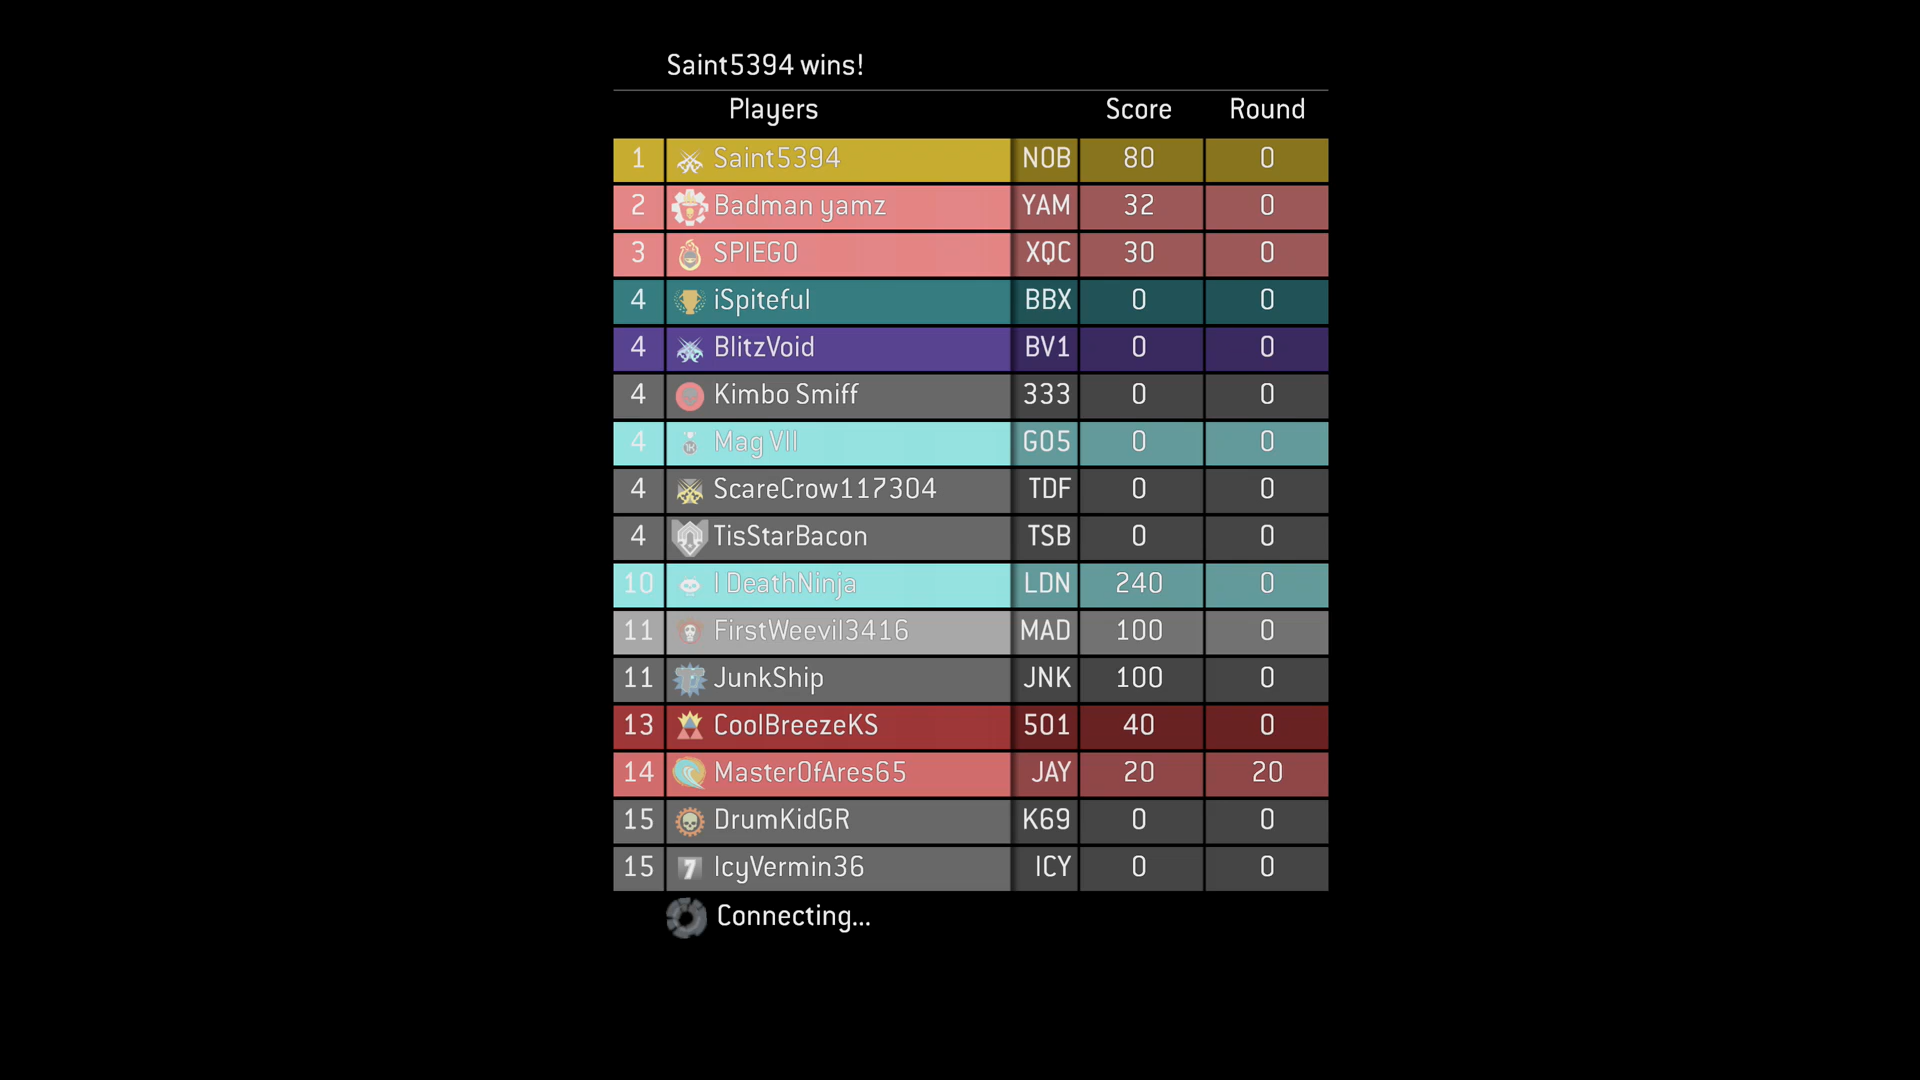 Saint5394 wins!
Players Score Round
1 Saint5394 NOB 80 0
2 Badman yamz YAM 32 0
3 SPIEGO XQC 30 0
4 iSpiteful BBX 0 0
4 BlitzVoid BV1 0 0
4 Kimbo Smiff 333 0 0
4 Mag VII GO5 0 0
4 ScareCrow117304 TDF 0 0
4 TisStarBacon TSB 0 0
10 I DeathNinja LDN 240 0
11 FirstWeevil3416 MAD 100 0
11 JunkShip JNK 100 0
13 CoolBreezeKS 501 40 0
14 MasterOfAres65 JAY 20 20
15 DrumKidGR K69 0 0
15 7 IcyVermin36 ICY 0 0
Connecting...